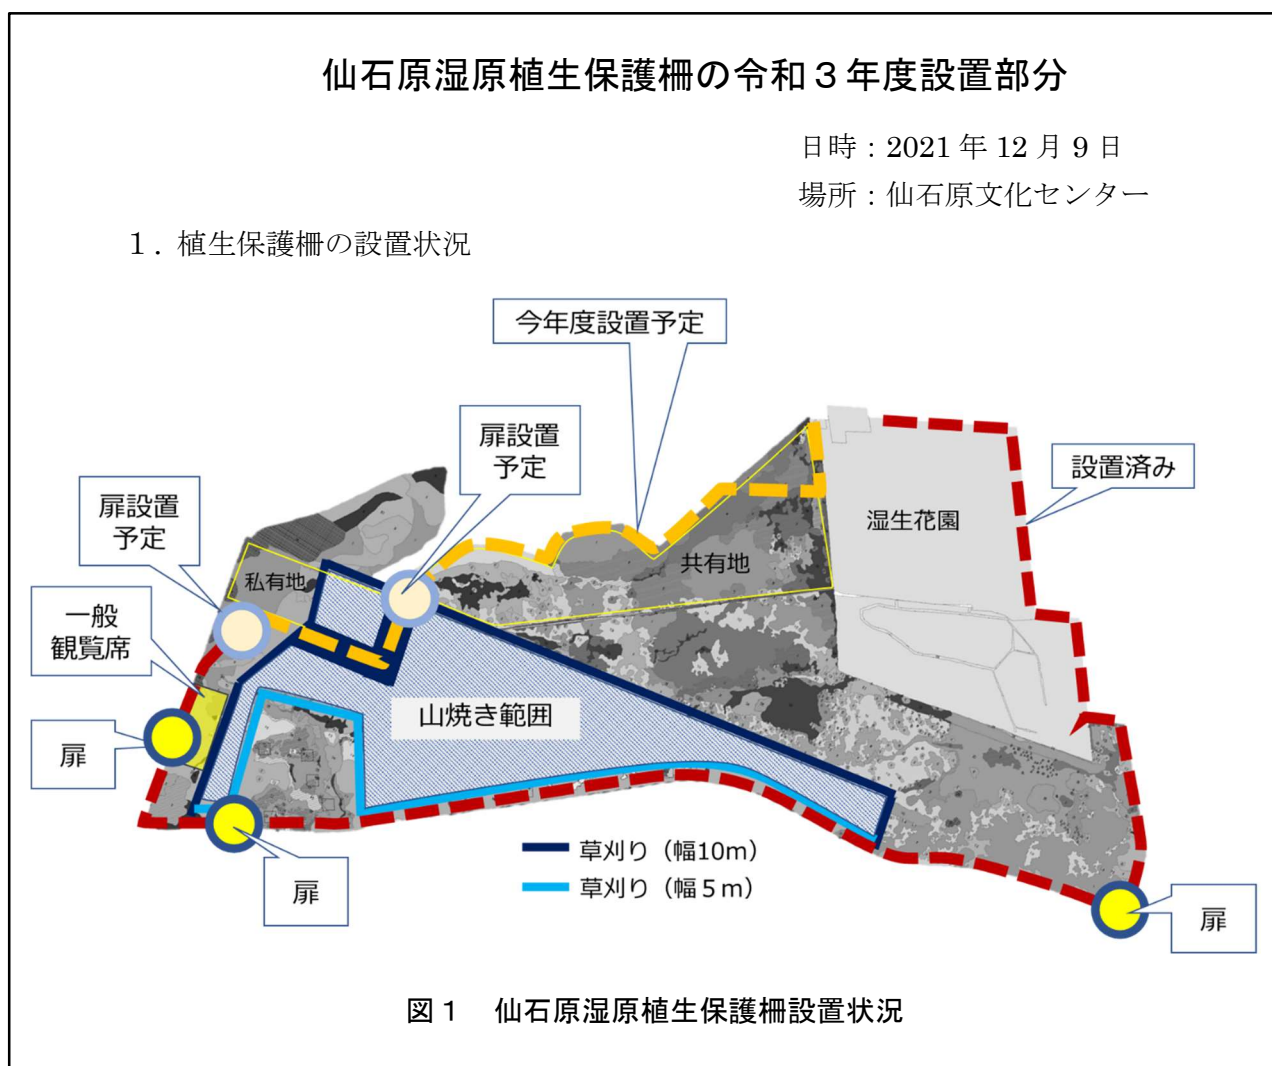 仙石原湿原植生保護柵の令和３年度設置部分
日時：2021 年 12 月 9 日
場所：仙石原文化センター
１. 植生保護柵の設置状況
今年度設置予定
扉設置
予定
設置済み
扉設置
予定
湿生花園
共有地
私有地
一般
観覧席
山焼き範囲
扉
草刈り（幅10m）
草刈り（幅５m）
扉
扉
図１　仙石原湿原植生保護柵設置状況